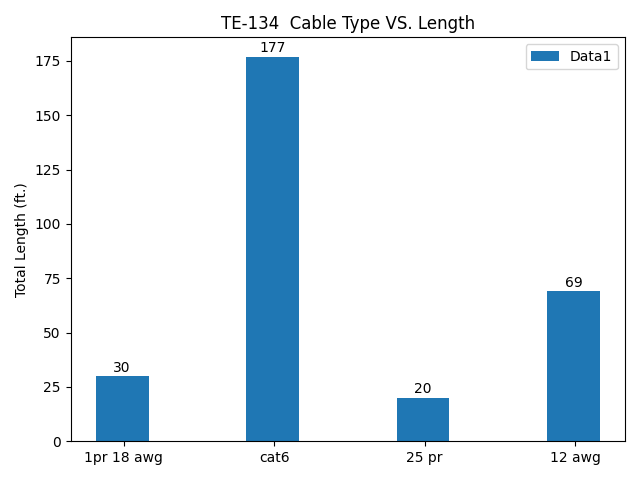 TE-134  Cable Type VS. Length
177
Data1
175
150
125
100
75
50
25
0
Total Length (ft.)
30
20
69
1pr 18 awg
cat6
25 pr
12 awg